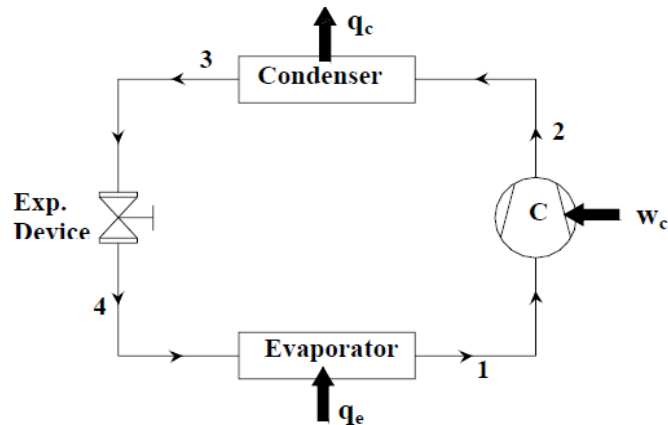 q_c
3
Condenser
2
Exp.
Device
C
w_c
4
Evaporator
1
q_e